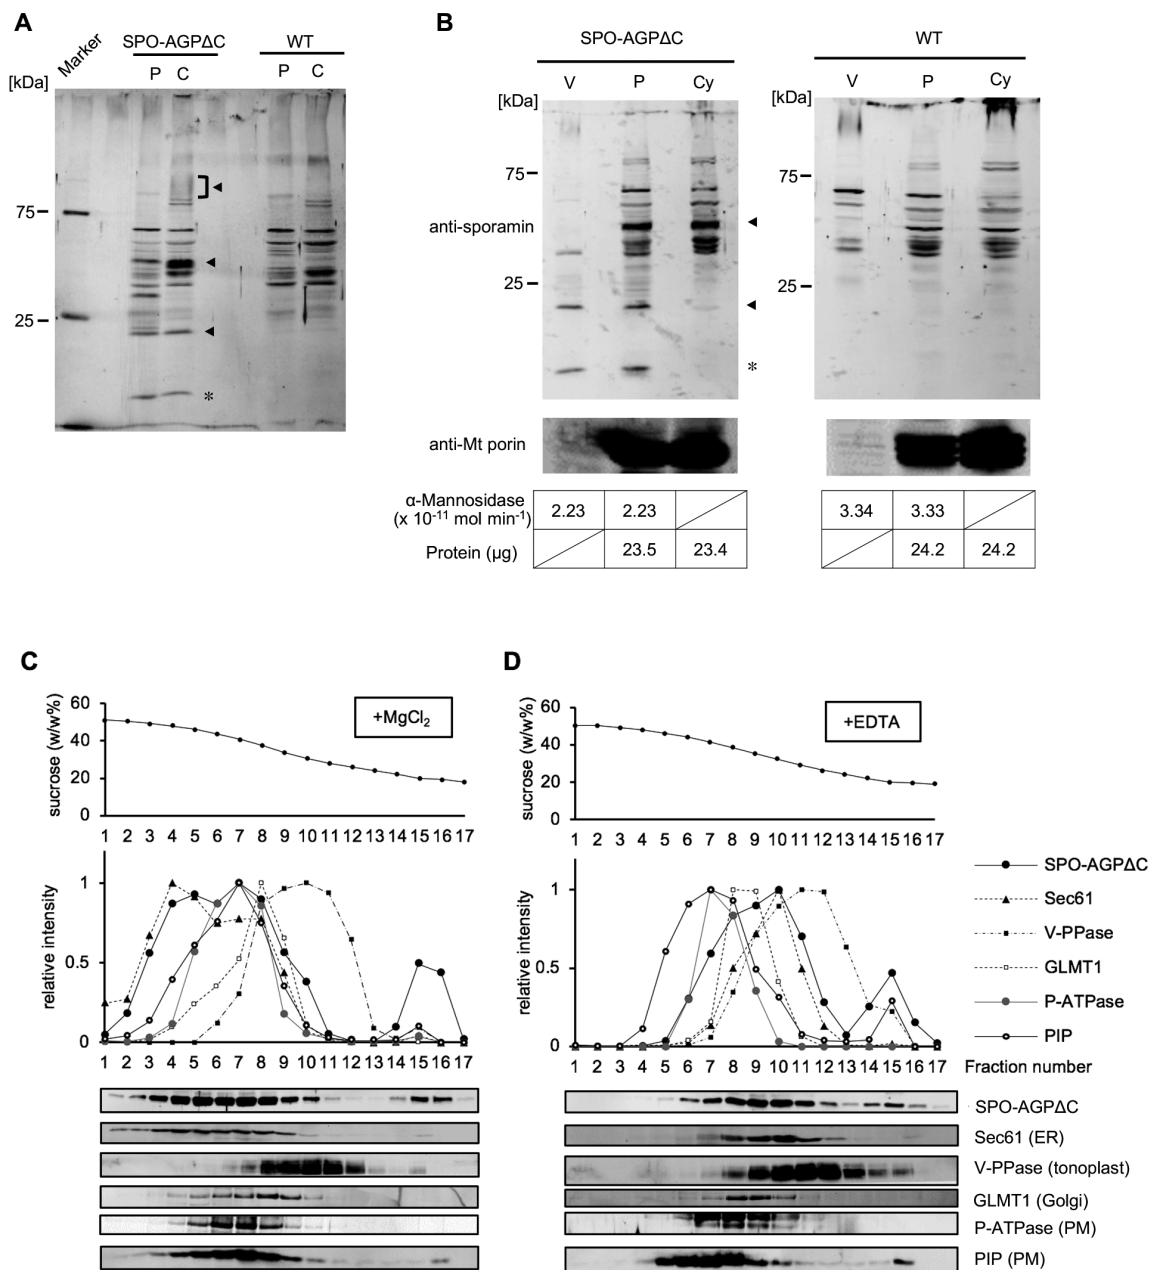 A
Marker
SPO-AGPΔC
WT
P C P C
[kDa]
75
25
*
B
SPO-AGPΔC
WT
V P Cy
V P Cy
[kDa]
[kDa]
75
75
anti-sporamin
25
25
*
anti-Mt porin
α-Mannosidase
(x 10-11 mol min-1)
2.23 2.23
3.34 3.33
Protein (μg)
23.5 23.4
24.2 24.2
C
sucrose (w/w%)
60
40
20
0
+MgCl2
1 2 3 4 5 6 7 8 9 10 11 12 13 14 15 16 17
relative intensity
1
0.5
0
1 2 3 4 5 6 7 8 9 10 11 12 13 14 15 16 17
D
sucrose (w/w%)
60
40
20
0
+EDTA
1 2 3 4 5 6 7 8 9 10 11 12 13 14 15 16 17
relative intensity
1
0.5
0
1 2 3 4 5 6 7 8 9 10 11 12 13 14 15 16 17
Fraction number
SPO-AGPΔC
Sec61
V-PPase
GLMT1
P-ATPase
PIP
SPO-AGPΔC
Sec61 (ER)
V-PPase (tonoplast)
GLMT1 (Golgi)
P-ATPase (PM)
PIP (PM)